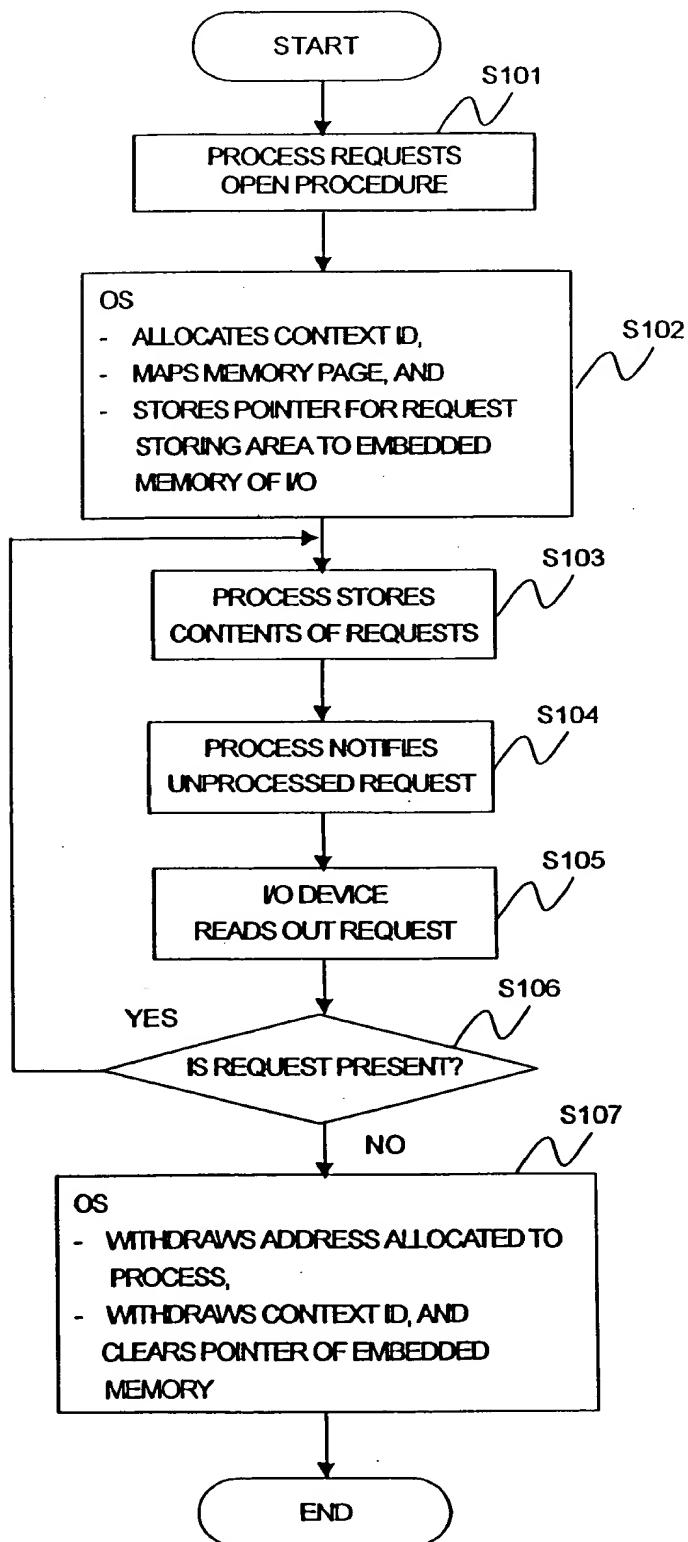 START
S101
PROCESS REQUESTS
OPEN PROCEDURE
S102
OS
- ALLOCATES CONTEXT ID,
- MAPS MEMORY PAGE, AND
- STORES POINTER FOR REQUEST
STORING AREA TO EMBEDDED
MEMORY OF I/O
S103
PROCESS STORES
CONTENTS OF REQUESTS
S104
PROCESS NOTIFIES
UNPROCESSED REQUEST
S105
I/O DEVICE
READS OUT REQUEST
S106
YES
IS REQUEST PRESENT?
S107
NO
OS
- WITHDRAWS ADDRESS ALLOCATED TO
PROCESS,
- WITHDRAWS CONTEXT ID, AND
CLEARS POINTER OF EMBEDDED
MEMORY
END